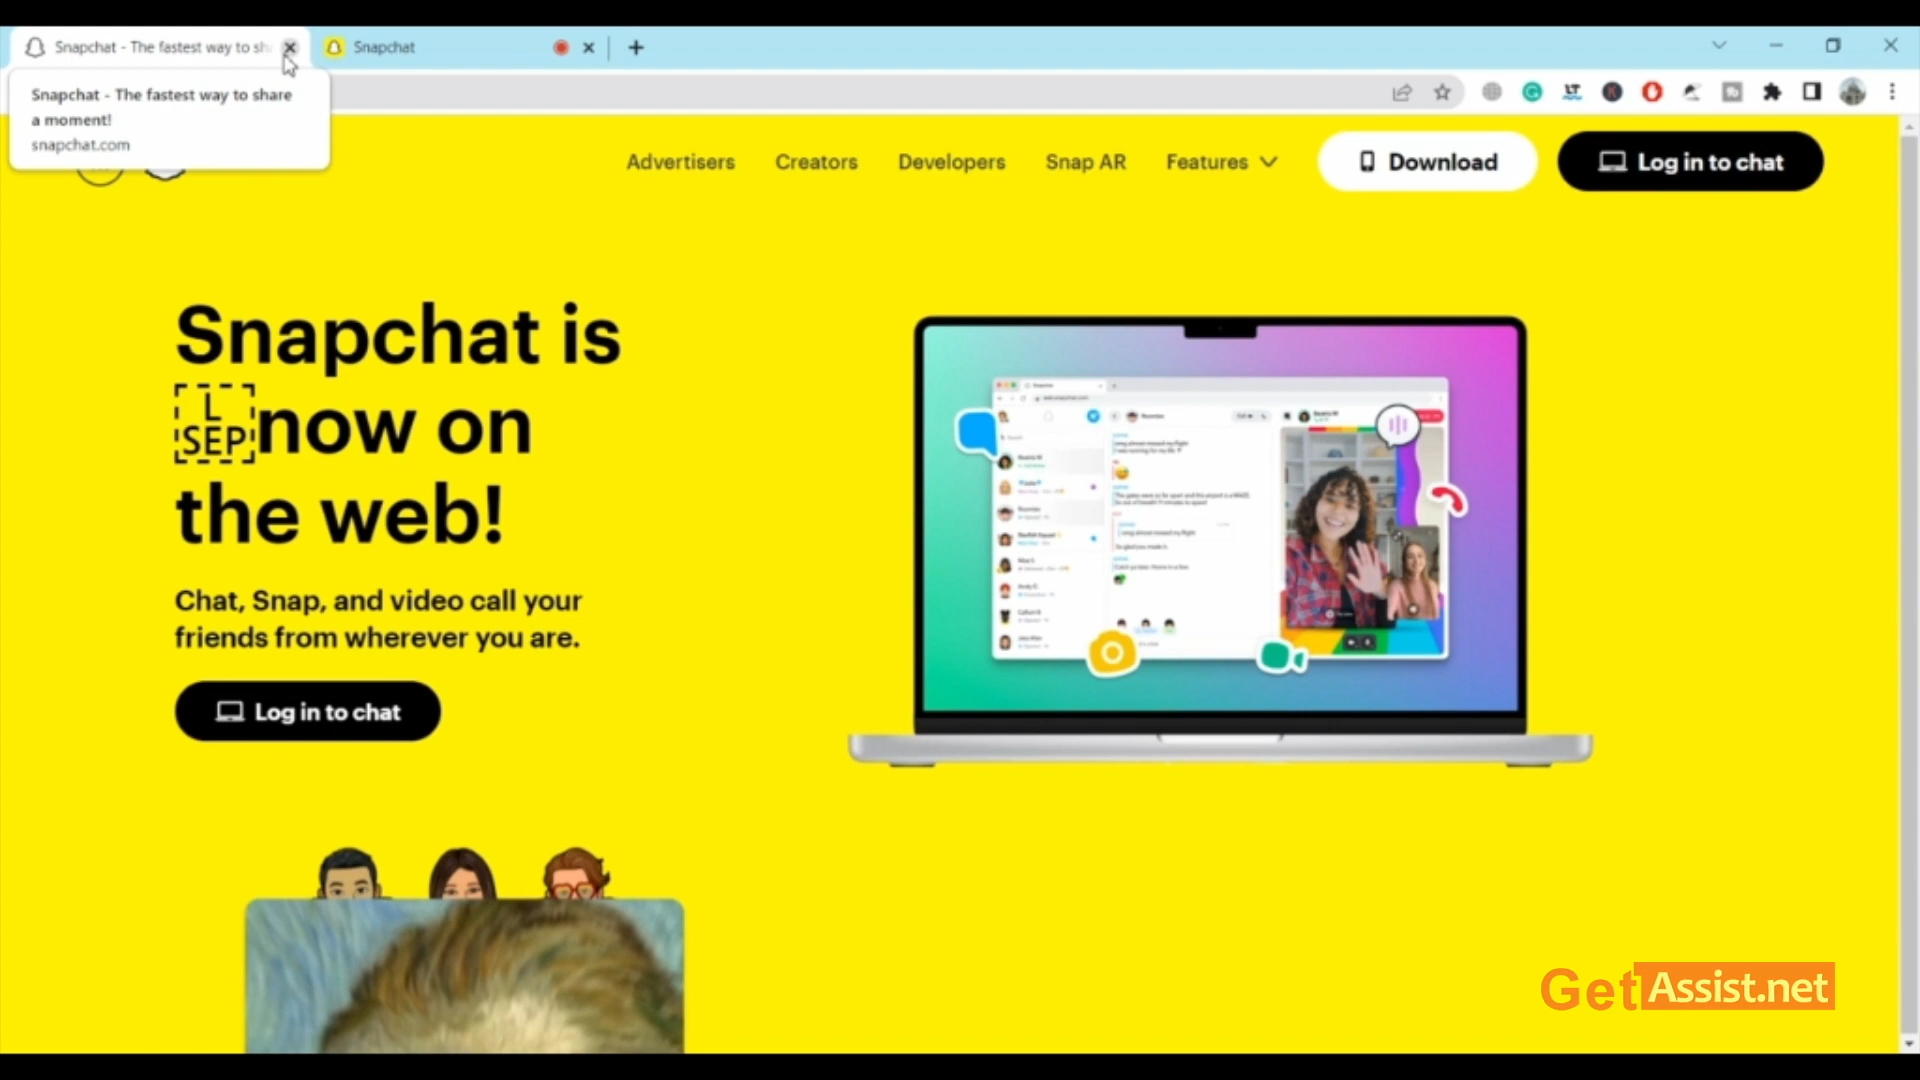 Snapchat - The fastest way to sha
Snapchat
Snapchat - The fastest way to share
a moment!
snapchat.com
Advertisers
Creators
Developers
Snap AR
Features
Download
Log in to chat
Snapchat is
L SEP now on
the web!
Chat, Snap, and video call your
friends from wherever you are.
Log in to chat
GetAssist.net